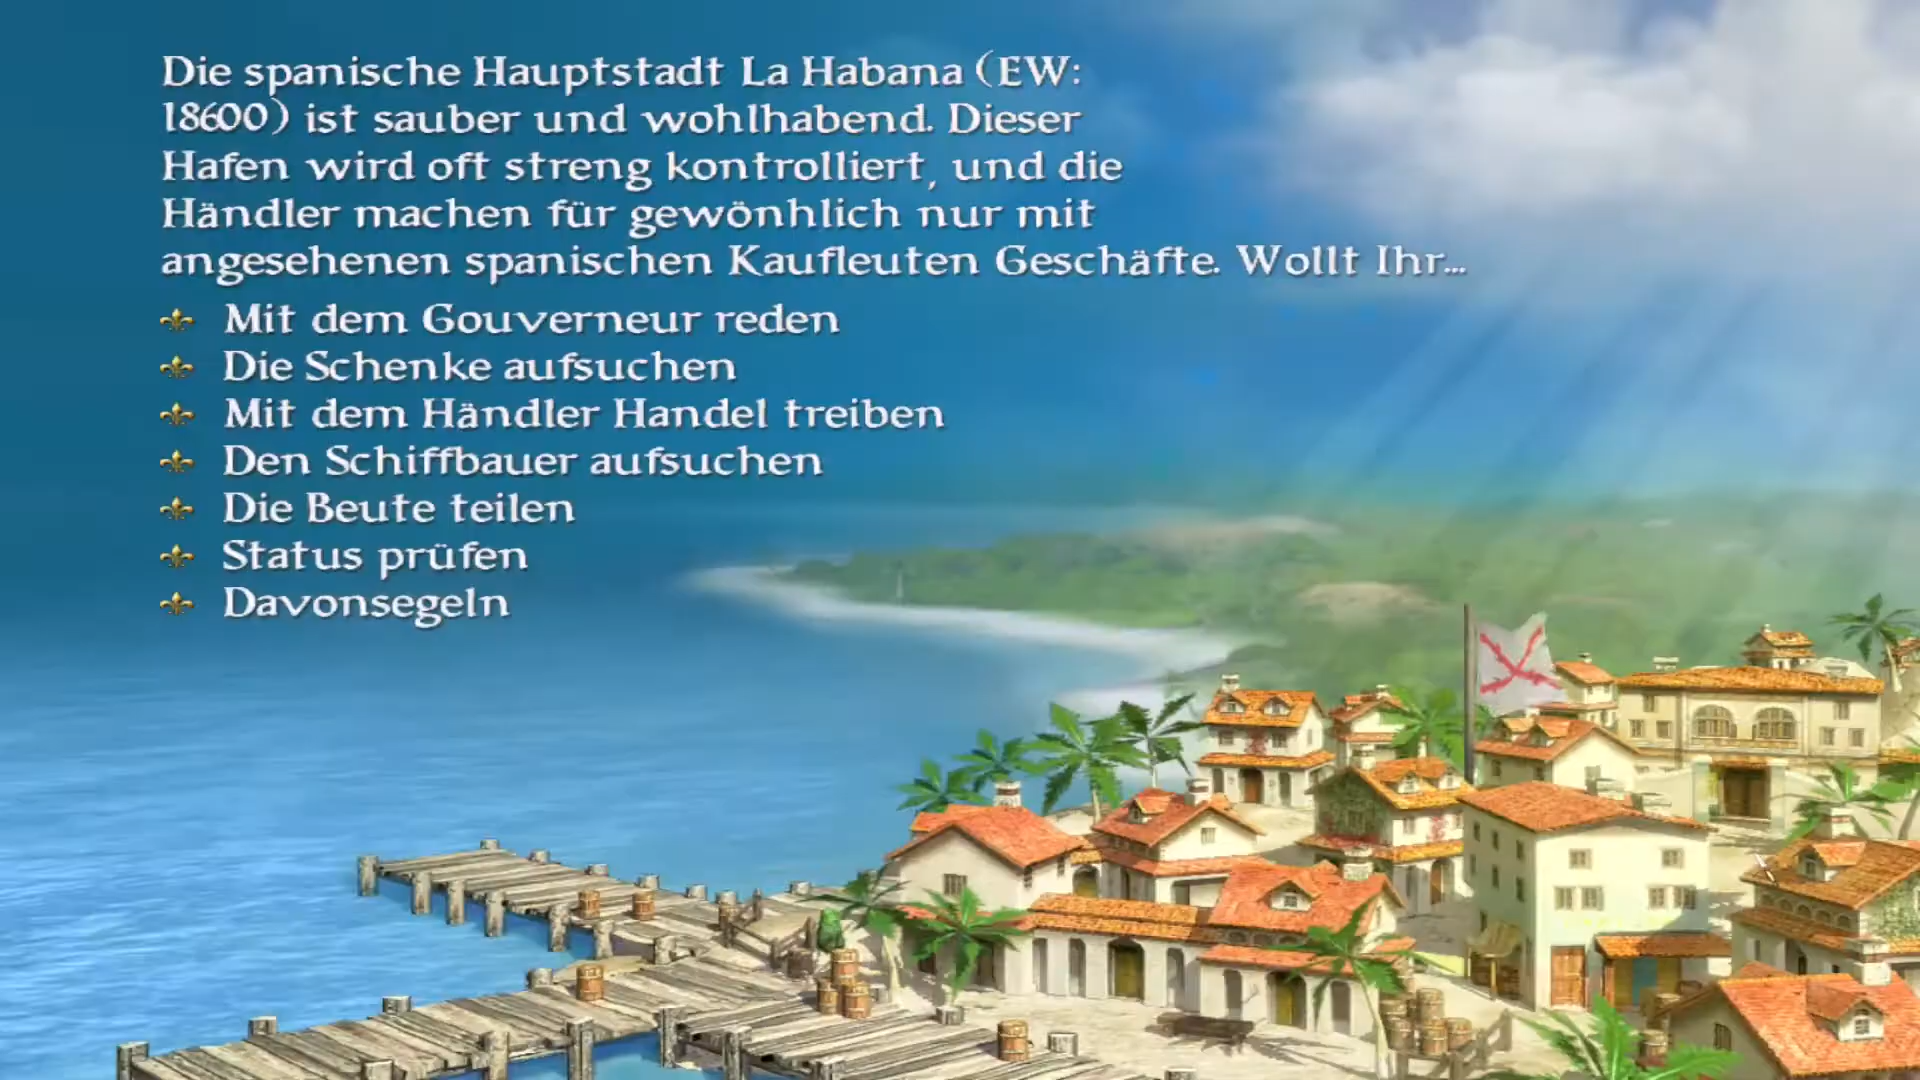 Die spanische Hauptstadt La Habana (EW:
18600) ist sauber und wohlhabend. Dieser
Hafen wird oft streng kontrolliert, und die
Händler machen für gewönhlich nur mit
angesehenen spanischen Kaufleuten Geschäfte. Wollt Ihr...
Mit dem Gouverneur reden
Die Schenke aufsuchen
Mit dem Händler Handel treiben
Den Schiffbauer aufsuchen
Die Beute teilen
Status prüfen
Davonsegeln